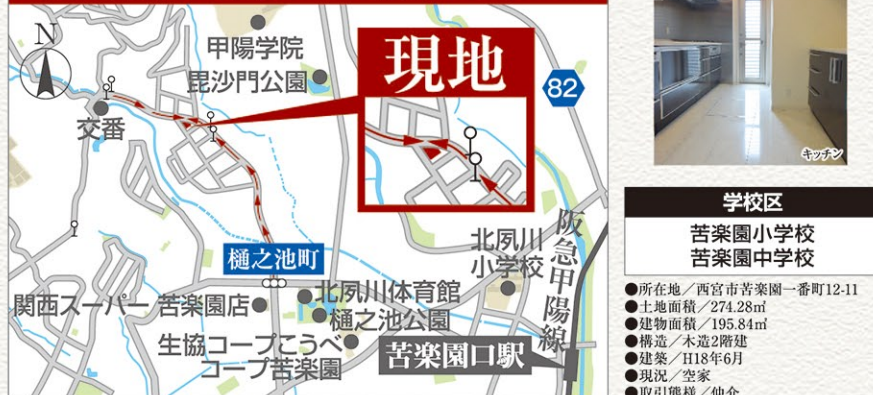 N
甲陽学院
毘沙門公園
現地
82
交番
樋之池町
北夙川
小学校
阪急甲陽線
関西スーパー 苦楽園店
北夙川体育館
樋之池公園
生協コープこうべ
コープ苦楽園
苦楽園口駅
キッチン
学校区
苦楽園小学校
苦楽園中学校
●所在地／西宮市苦楽園一番町12-11
●土地面積／274.28㎡
●建物面積／195.84㎡
●構造／木造2階建
●建築／H18年6月
●現況／空家
●取引態様／仲介